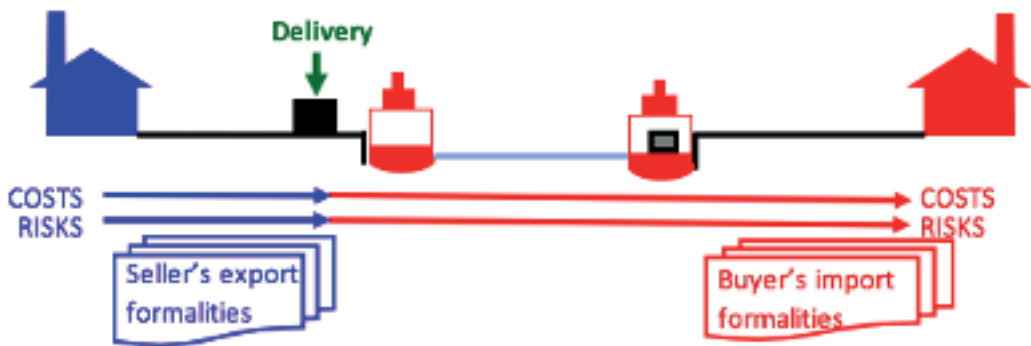 Delivery
COSTS
COSTS
RISKS
RISKS
Seller's export
formalities
Buyer's import
formalities